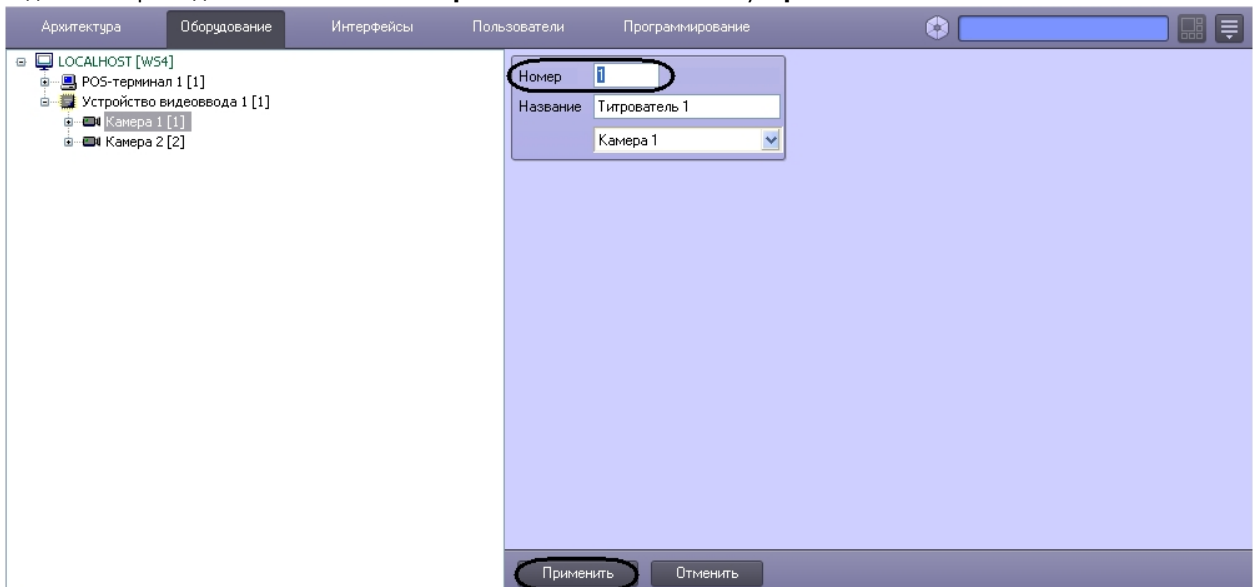 Архитектура Оборудование Интерфейсы Пользователи Программирование
LOCALHOST [WS4]
POS-терминал 1 [1]
Устройство видеоввода 1 [1]
Камера 1 [1]
Камера 2 [2]
Номер 1
Название Титрователь 1
Камера 1
Применить Отменить